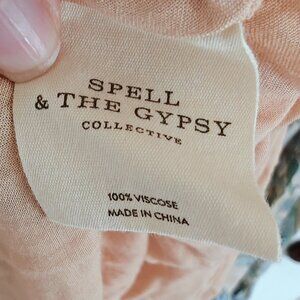 SPELL
& THE GYPSY
COLLECTIVE
100% VISCOSE
MADE IN CHINA